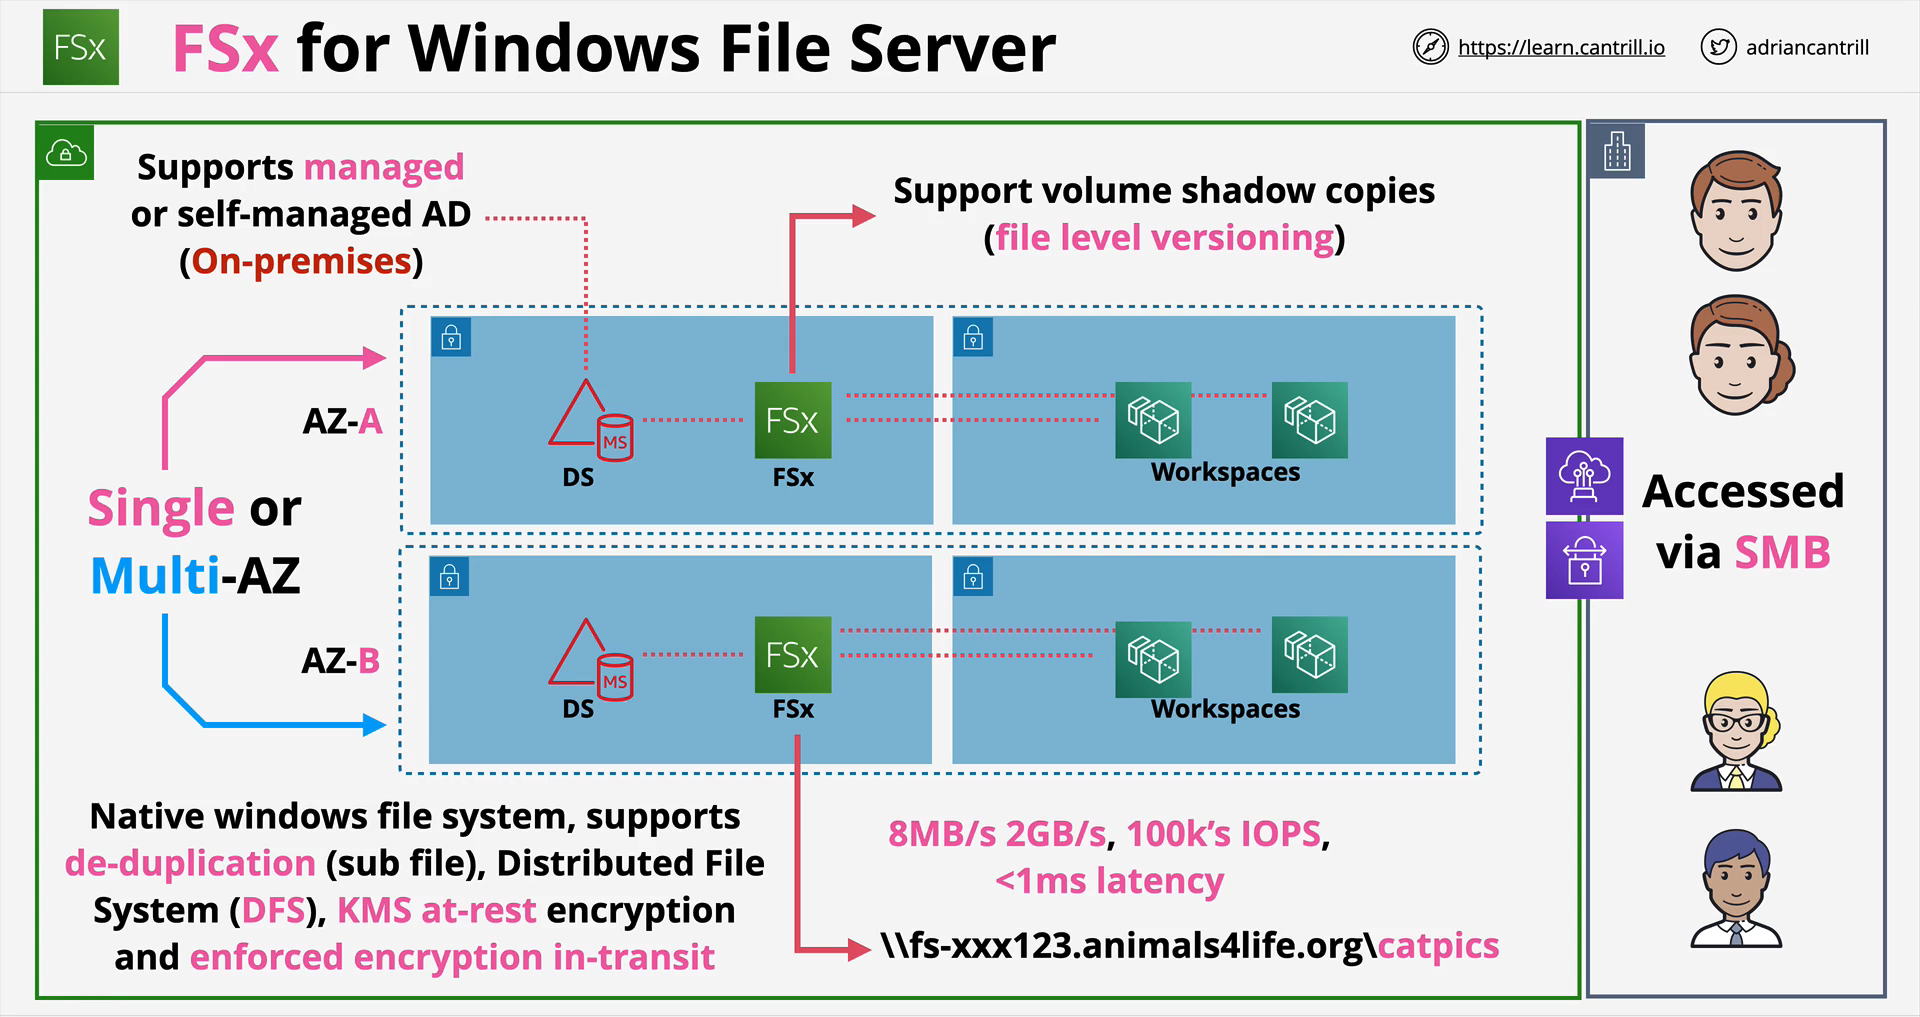 FSx
FSx for Windows File Server
https://learn.cantrill.io
adriancantrill
Supports managed
or self-managed AD
(On-premises)
Support volume shadow copies
(file level versioning)
AZ-A
MS
DS
FSx
FSx
Workspaces
Single or
Multi-AZ
Accessed
via SMB
AZ-B
MS
DS
FSx
FSx
Workspaces
Native windows file system, supports
de-duplication (sub file), Distributed File
System (DFS), KMS at-rest encryption
and enforced encryption in-transit
8MB/s 2GB/s, 100k’s IOPS,
<1ms latency
\\fs-xxx123.animals4life.org\catpics